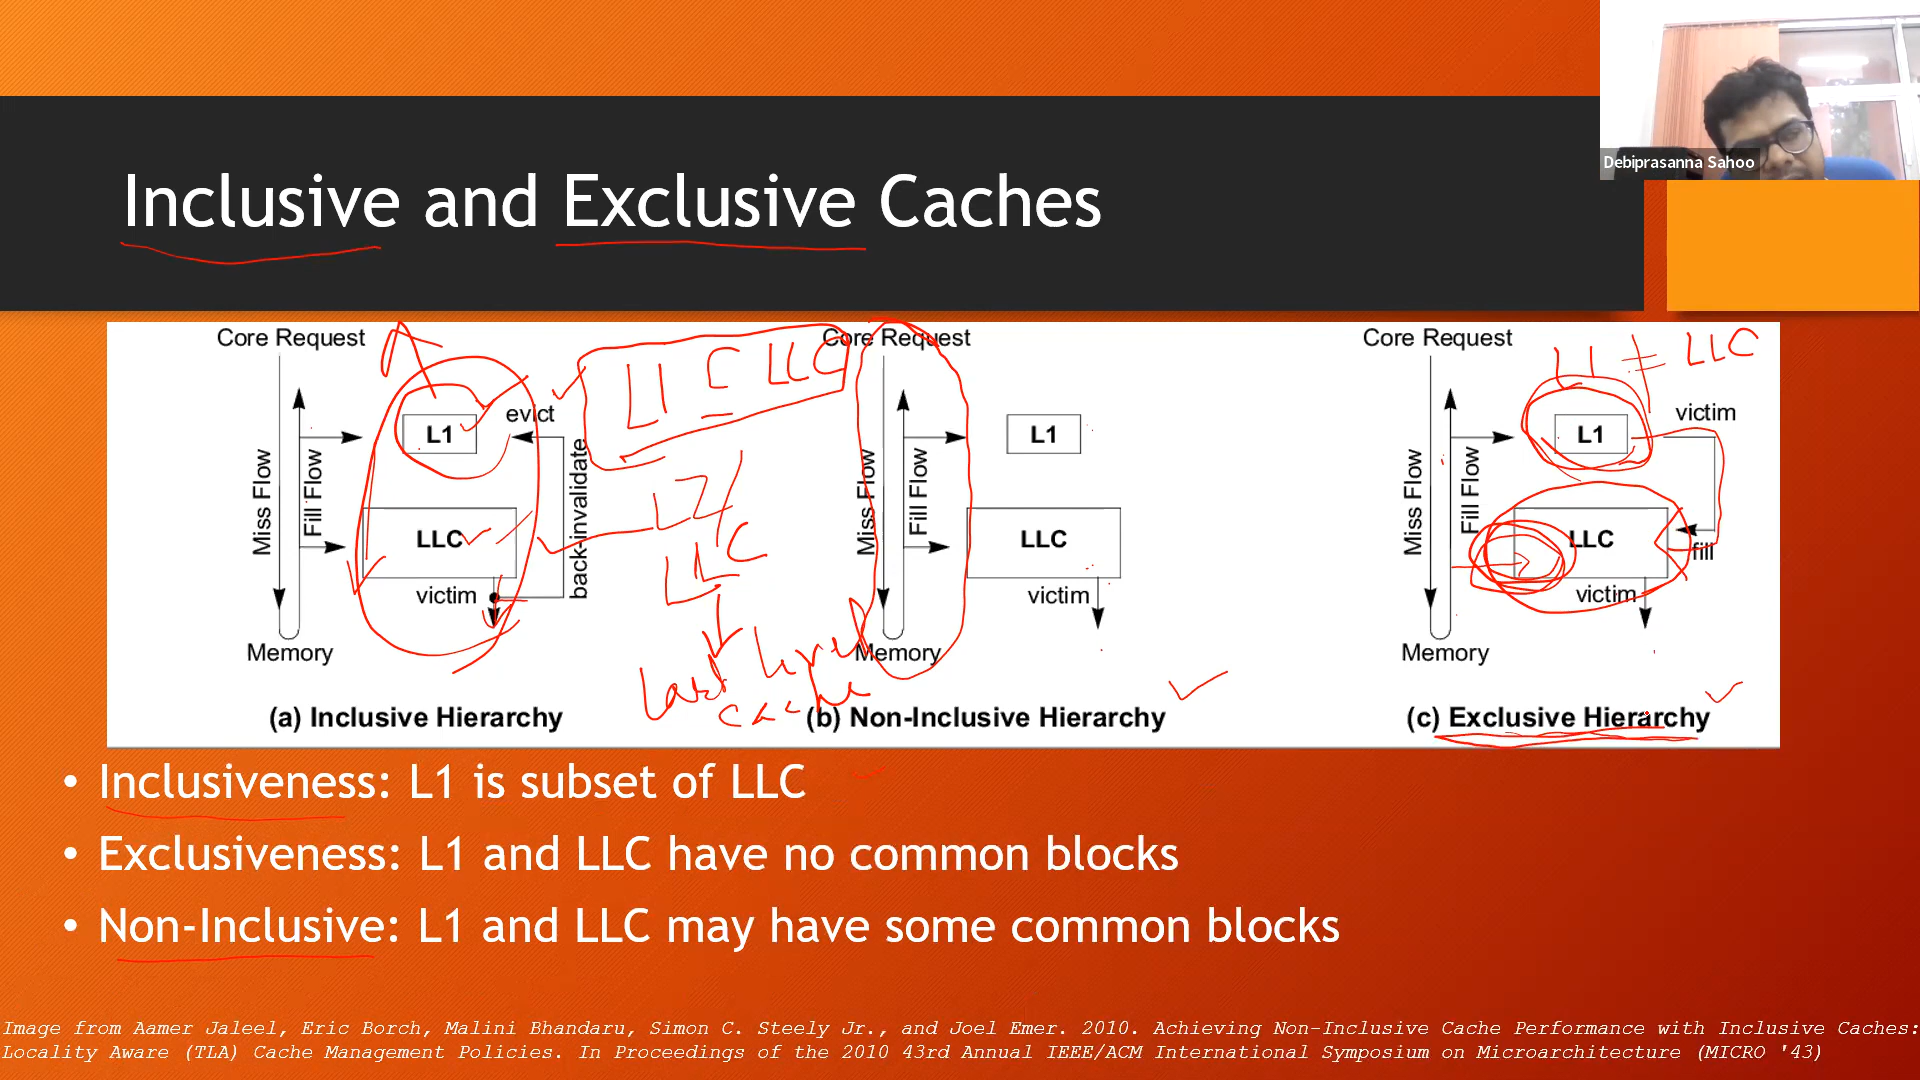 Debiprasanna Sahoo
Inclusive and Exclusive Caches
Core Request
Miss Flow
Fill Flow
L1
evict
LLC
back-invalidate
victim
Memory
(a) Inclusive Hierarchy
L1 ⊆ LLC
L2
LLC
last level
cache
Core Request
Miss Flow
Fill Flow
L1
LLC
victim
Memory
(b) Non-Inclusive Hierarchy
Core Request
L1 ≠ LLC
Miss Flow
Fill Flow
L1
victim
LLC
fill
victim
Memory
(c) Exclusive Hierarchy
• Inclusiveness: L1 is subset of LLC
• Exclusiveness: L1 and LLC have no common blocks
• Non-Inclusive: L1 and LLC may have some common blocks
Image from Aamer Jaleel, Eric Borch, Malini Bhandaru, Simon C. Steely Jr., and Joel Emer. 2010. Achieving Non-Inclusive Cache Performance with Inclusive Caches:
Locality Aware (TLA) Cache Management Policies. In Proceedings of the 2010 43rd Annual IEEE/ACM International Symposium on Microarchitecture (MICRO '43)